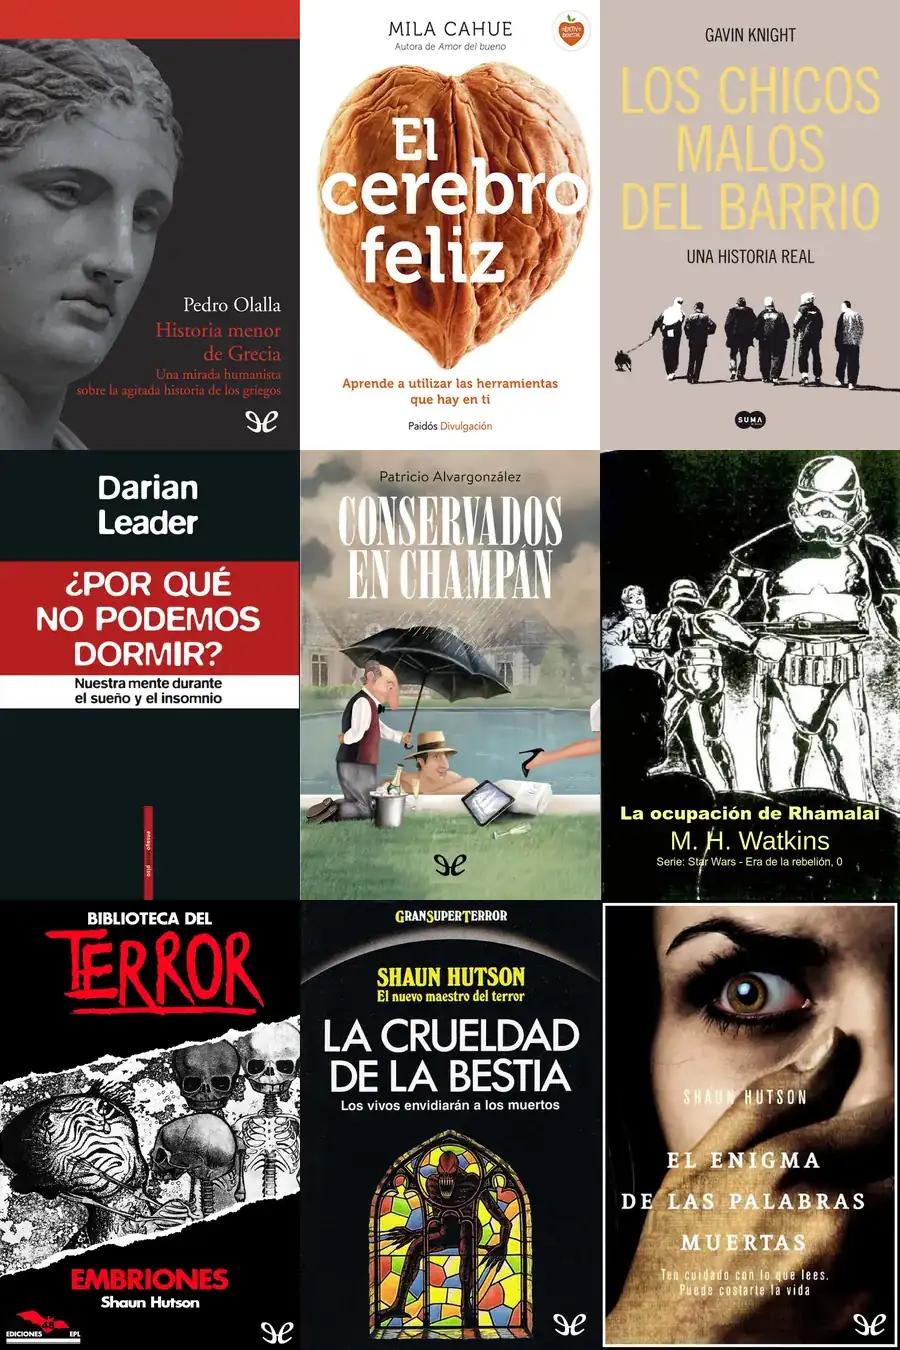 Pedro Olalla
Historia menor
de Grecia
Una mirada humanista
sobre la agitada historia de los griegos
MILA CAHUE
Autora de Amor del bueno
El
cerebro
feliz
Aprende a utilizar las herramientas
que hay en ti
Paidós Divulgación
GAVIN KNIGHT
LOS CHICOS
MALOS
DEL BARRIO
UNA HISTORIA REAL
SUMA
Darian
Leader
¿POR QUÉ
NO PODEMOS
DORMIR?
Nuestra mente durante
el sueño y el insomnio
ensayo
sexto piso
Patricio Alvargonzález
CONSERVADOS
EN CHAMPÁN
La ocupación de Rhamalai
M. H. Watkins
Serie: Star Wars - Era de la rebelión, 0
BIBLIOTECA DEL
TERROR
EMBRIONES
Shaun Hutson
48
EDICIONES EPL
GRANSUPERTERROR
SHAUN HUTSON
El nuevo maestro del terror
LA CRUELDAD
DE LA BESTIA
Los vivos envidiarán a los muertos
SHAUN HUTSON
EL ENIGMA
DE LAS PALABRAS
MUERTAS
Ten cuidado con lo que lees.
Puede costarte la vida